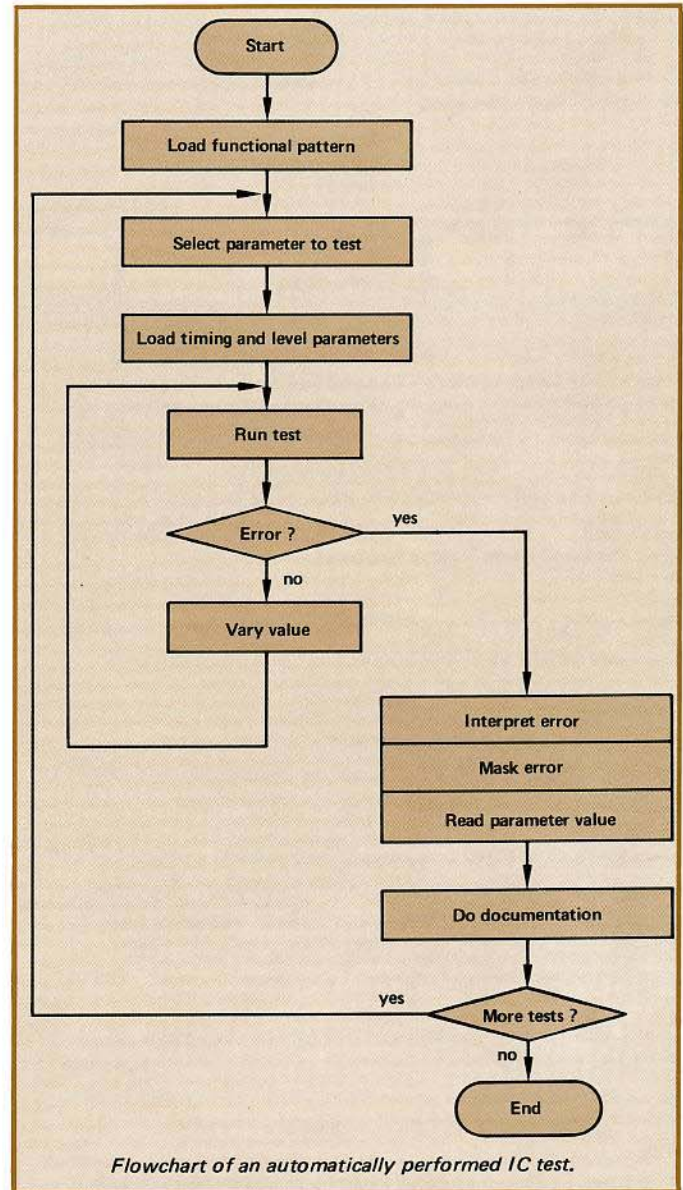 Start
Load functional pattern
Select parameter to test
Load timing and level parameters
Run test
Error ?
yes
no
Vary value
Interpret error
Mask error
Read parameter value
Do documentation
yes
More tests ?
no
End
Flowchart of an automatically performed IC test.